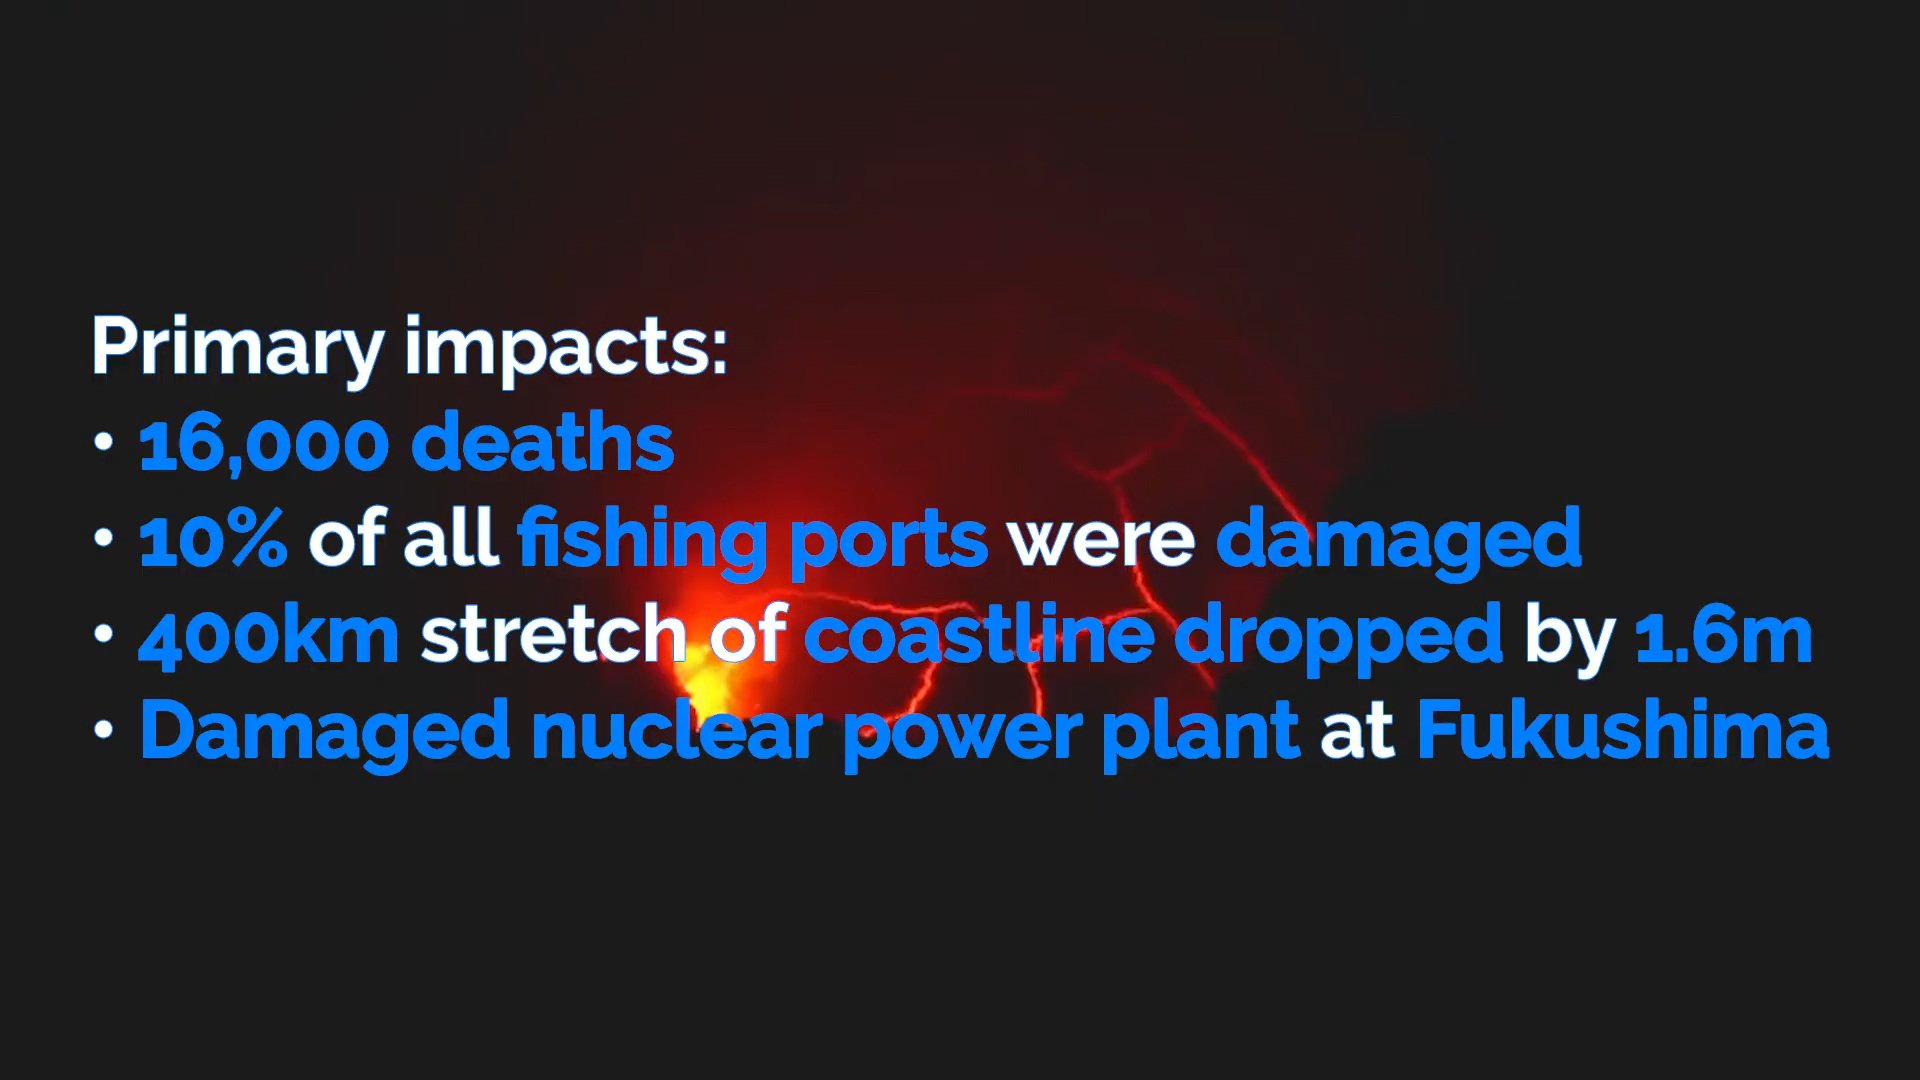 Primary impacts:
• 16,000 deaths
• 10% of all fishing ports were damaged
• 400km stretch of coastline dropped by 1.6m
• Damaged nuclear power plant at Fukushima